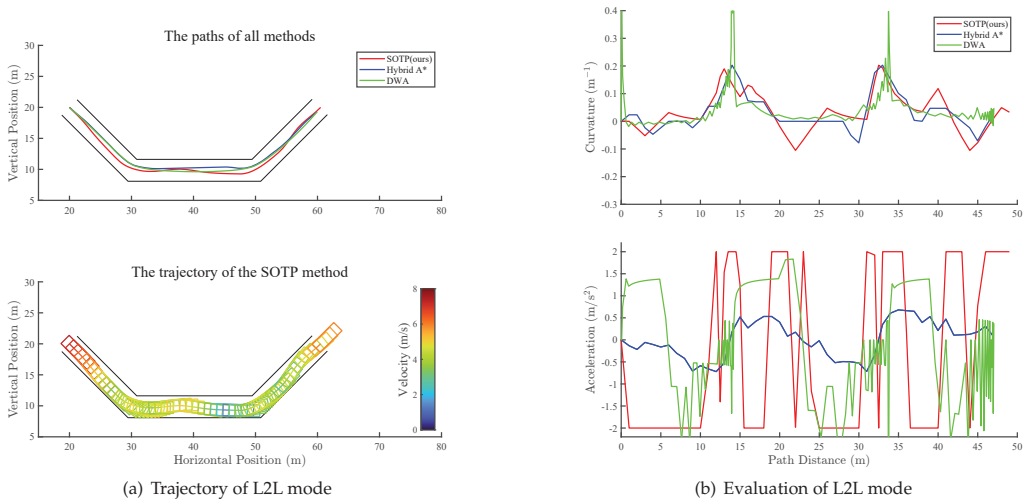 The paths of all methods
SOTP(ours)
Hybrid A*
DWA
Vertical Position (m)
30
25
20
15
10
5
20 30 40 50 60 70 80
The trajectory of the SOTP method
Vertical Position (m)
30
25
20
15
10
5
20 30 40 50 60 70 80
Horizontal Position (m)
Velocity (m/s)
8
6
4
2
0
(a) Trajectory of L2L mode
SOTP(ours)
Hybrid A*
DWA
Curvature (m⁻¹)
0.4
0.3
0.2
0.1
0
-0.1
-0.2
-0.3
0 5 10 15 20 25 30 35 40 45 50
Acceleration (m/s²)
2
1.5
1
0.5
0
-0.5
-1
-1.5
-2
0 5 10 15 20 25 30 35 40 45 50
Path Distance (m)
(b) Evaluation of L2L mode